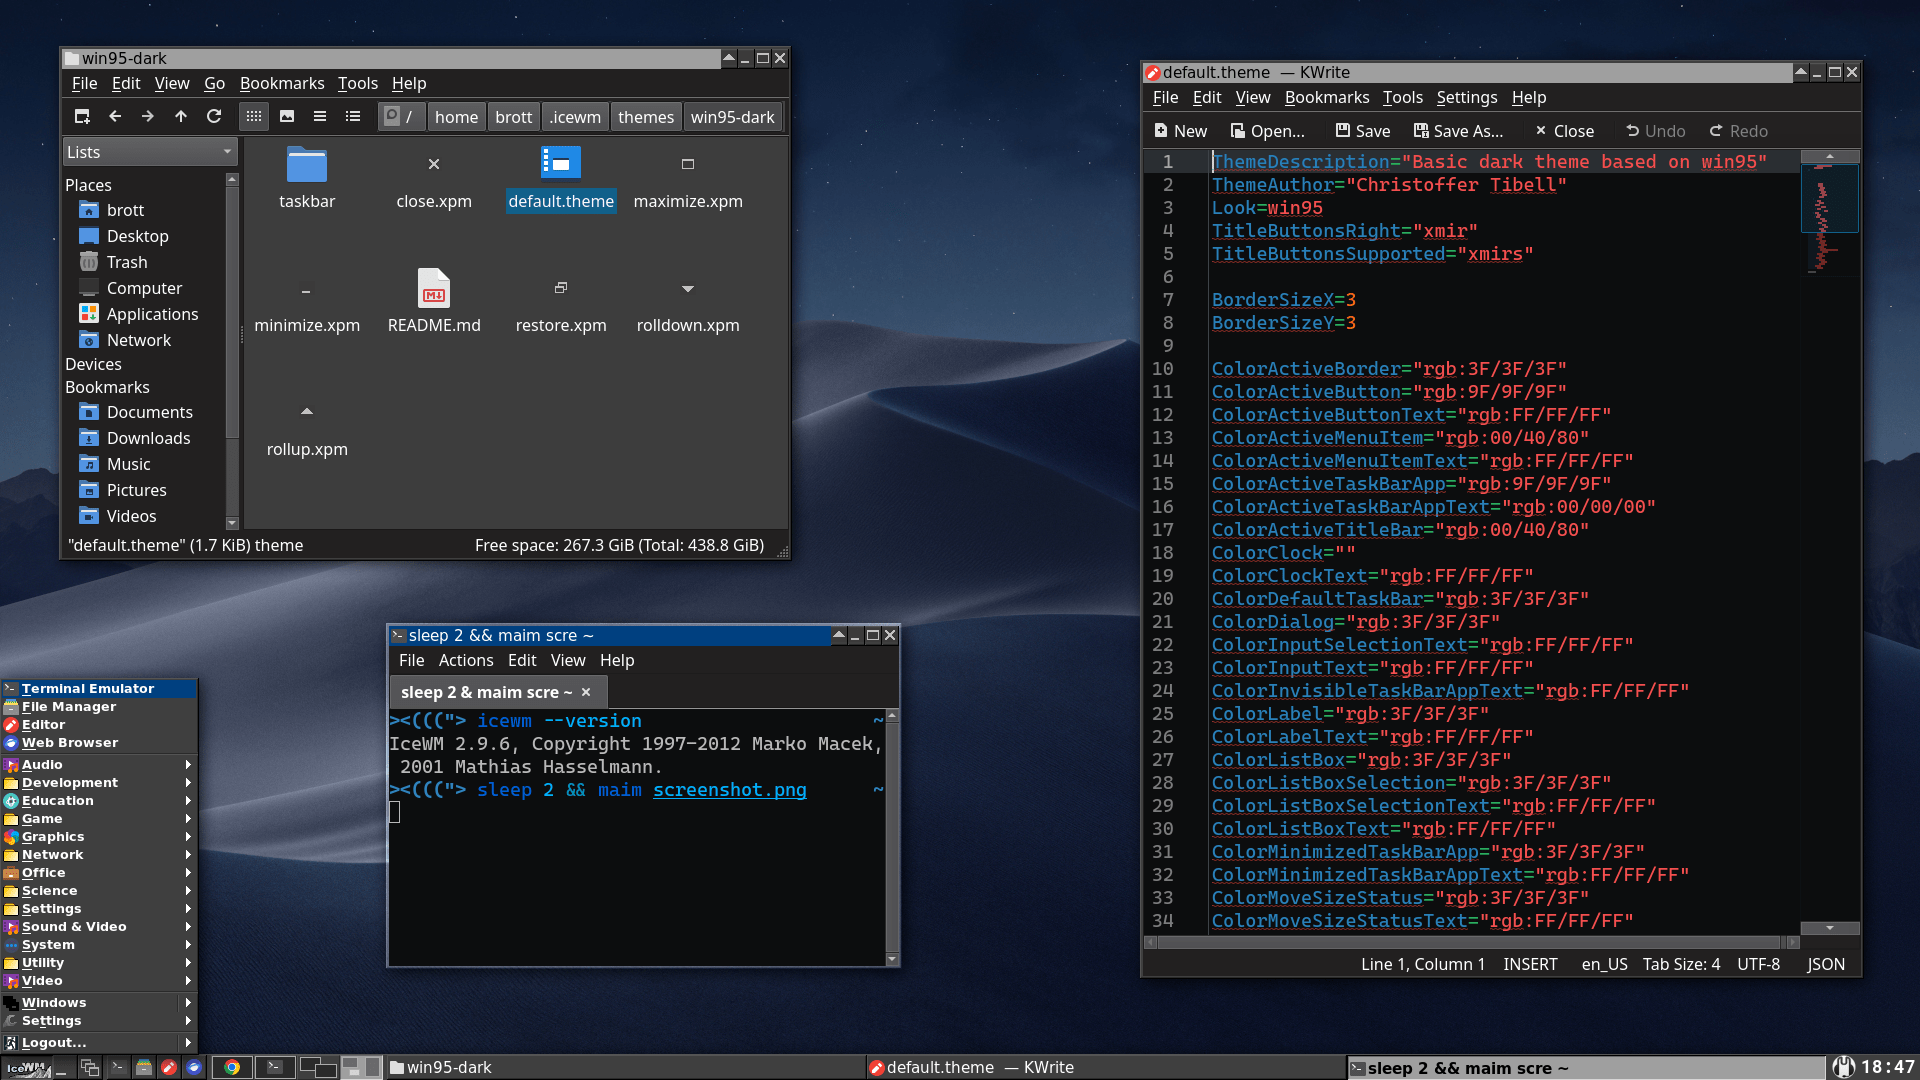 win95-dark
File Edit View Go Bookmarks Tools Help
/ home brott .icewm themes win95-dark
Lists
Places
brott
Desktop
Trash
Computer
Applications
Network
Devices
Bookmarks
Documents
Downloads
Music
Pictures
Videos
taskbar close.xpm default.theme maximize.xpm
minimize.xpm README.md restore.xpm rolldown.xpm
rollup.xpm
"default.theme" (1.7 KiB) theme Free space: 267.3 GiB (Total: 438.8 GiB)
default.theme — KWrite
File Edit View Bookmarks Tools Settings Help
New Open... Save Save As... Close Undo Redo
1 ThemeDescription="Basic dark theme based on win95"
2 ThemeAuthor="Christoffer Tibell"
3 Look=win95
4 TitleButtonsRight="xmir"
5 TitleButtonsSupported="xmirs"
6
7 BorderSizeX=3
8 BorderSizeY=3
9
10 ColorActiveBorder="rgb:3F/3F/3F"
11 ColorActiveButton="rgb:9F/9F/9F"
12 ColorActiveButtonText="rgb:FF/FF/FF"
13 ColorActiveMenuItem="rgb:00/40/80"
14 ColorActiveMenuItemText="rgb:FF/FF/FF"
15 ColorActiveTaskBarApp="rgb:9F/9F/9F"
16 ColorActiveTaskBarAppText="rgb:00/00/00"
17 ColorActiveTitleBar="rgb:00/40/80"
18 ColorClock=""
19 ColorClockText="rgb:FF/FF/FF"
20 ColorDefaultTaskBar="rgb:3F/3F/3F"
21 ColorDialog="rgb:3F/3F/3F"
22 ColorInputSelectionText="rgb:FF/FF/FF"
23 ColorInputText="rgb:FF/FF/FF"
24 ColorInvisibleTaskBarAppText="rgb:FF/FF/FF"
25 ColorLabel="rgb:3F/3F/3F"
26 ColorLabelText="rgb:FF/FF/FF"
27 ColorListBox="rgb:3F/3F/3F"
28 ColorListBoxSelection="rgb:3F/3F/3F"
29 ColorListBoxSelectionText="rgb:FF/FF/FF"
30 ColorListBoxText="rgb:FF/FF/FF"
31 ColorMinimizedTaskBarApp="rgb:3F/3F/3F"
32 ColorMinimizedTaskBarAppText="rgb:FF/FF/FF"
33 ColorMoveSizeStatus="rgb:3F/3F/3F"
34 ColorMoveSizeStatusText="rgb:FF/FF/FF"
Line 1, Column 1 INSERT en_US Tab Size: 4 UTF-8 JSON
sleep 2 && maim scre ~
File Actions Edit View Help
sleep 2 & maim scre ~
><((("> icewm --version ~
IceWM 2.9.6, Copyright 1997-2012 Marko Macek,
2001 Mathias Hasselmann.
><((("> sleep 2 && maim screenshot.png ~
Terminal Emulator
File Manager
Editor
Web Browser
Audio
Development
Education
Game
Graphics
Network
Office
Science
Settings
Sound & Video
System
Utility
Video
Windows
Settings
Logout...
IceWM win95-dark default.theme — KWrite sleep 2 && maim scre ~ 18:47